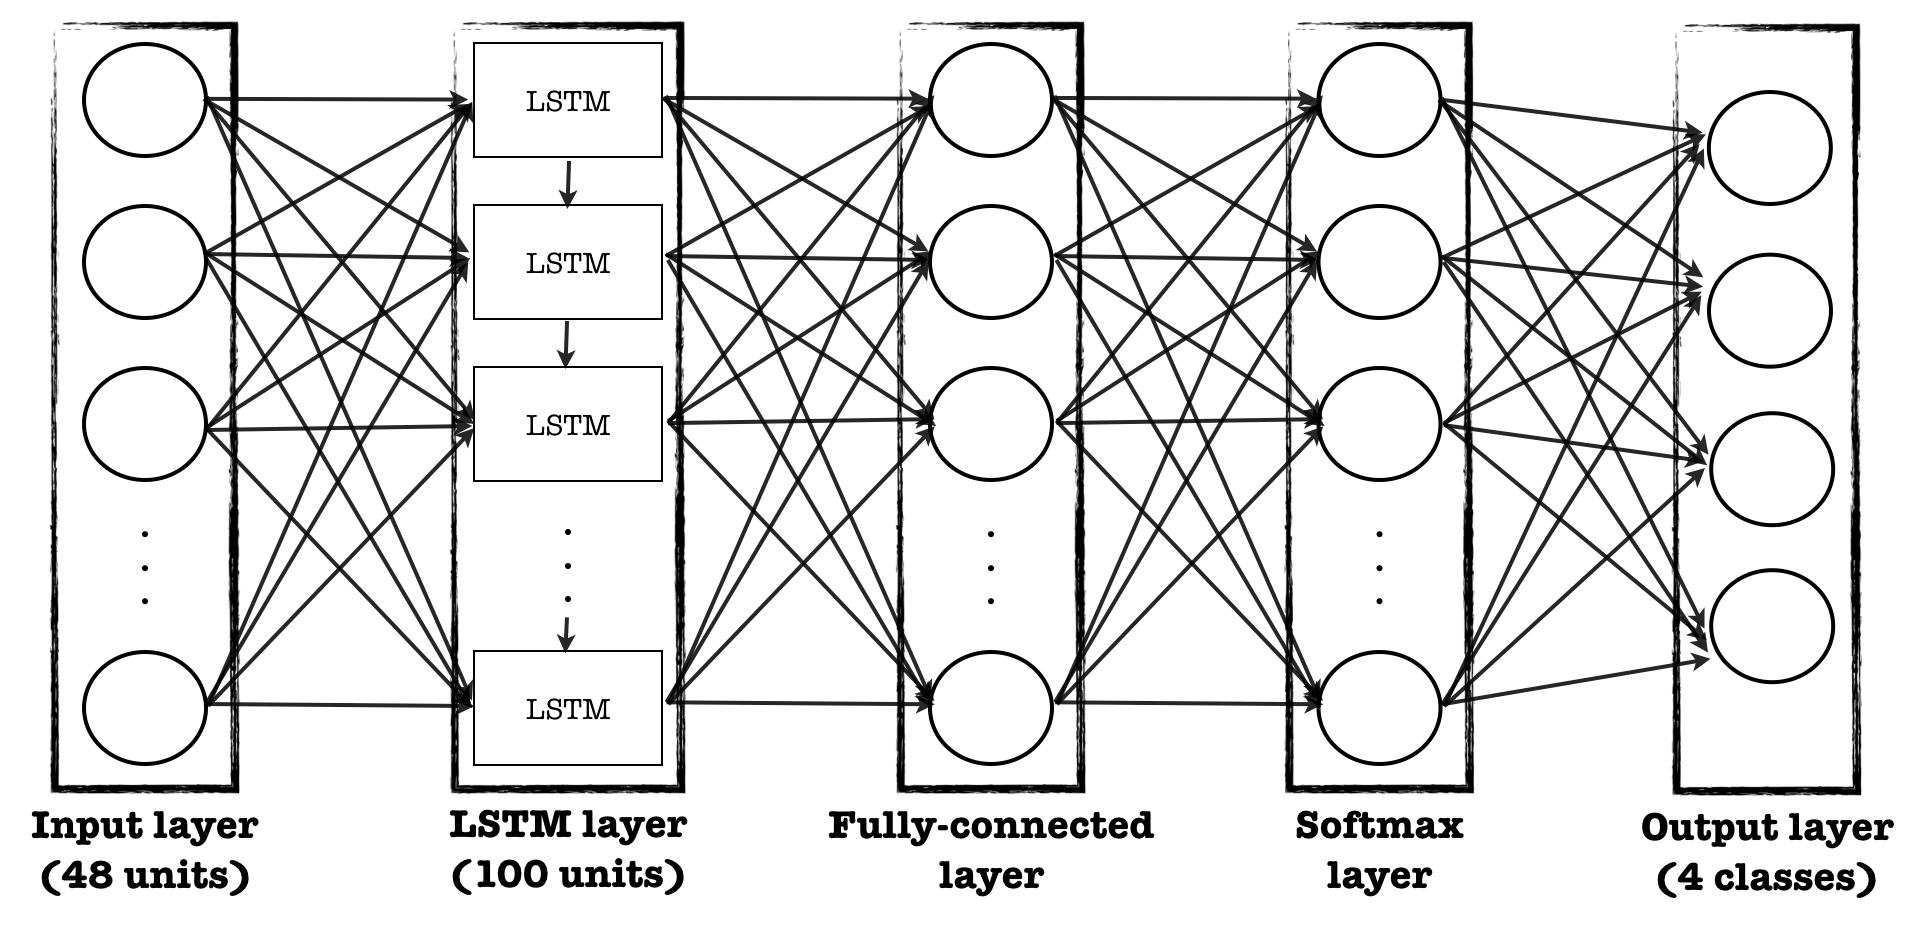 LSTM
LSTM
LSTM
LSTM
Input layer
(48 units)
LSTM layer
(100 units)
Fully-connected
layer
Softmax
layer
Output layer
(4 classes)